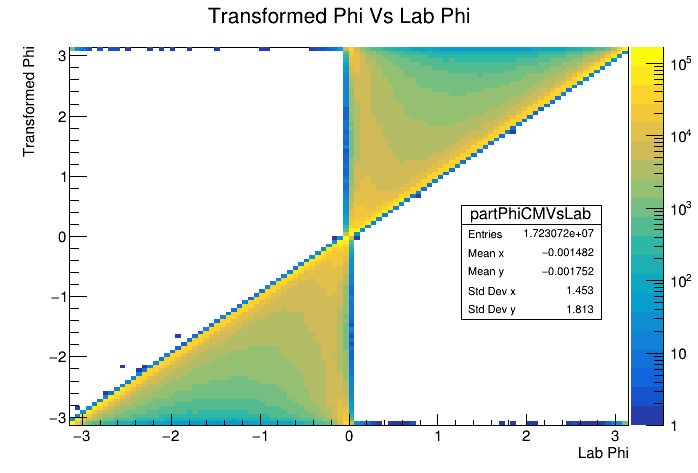 Transformed Phi Vs Lab Phi
Transformed Phi
3
2
1
0
−1
−2
−3
−3 −2 −1 0 1 2 3
Lab Phi
partPhiCMVsLab
Entries 1.723072e+07
Mean x −0.001482
Mean y −0.001752
Std Dev x 1.453
Std Dev y 1.813
10^5
10^4
10^3
10^2
10
1